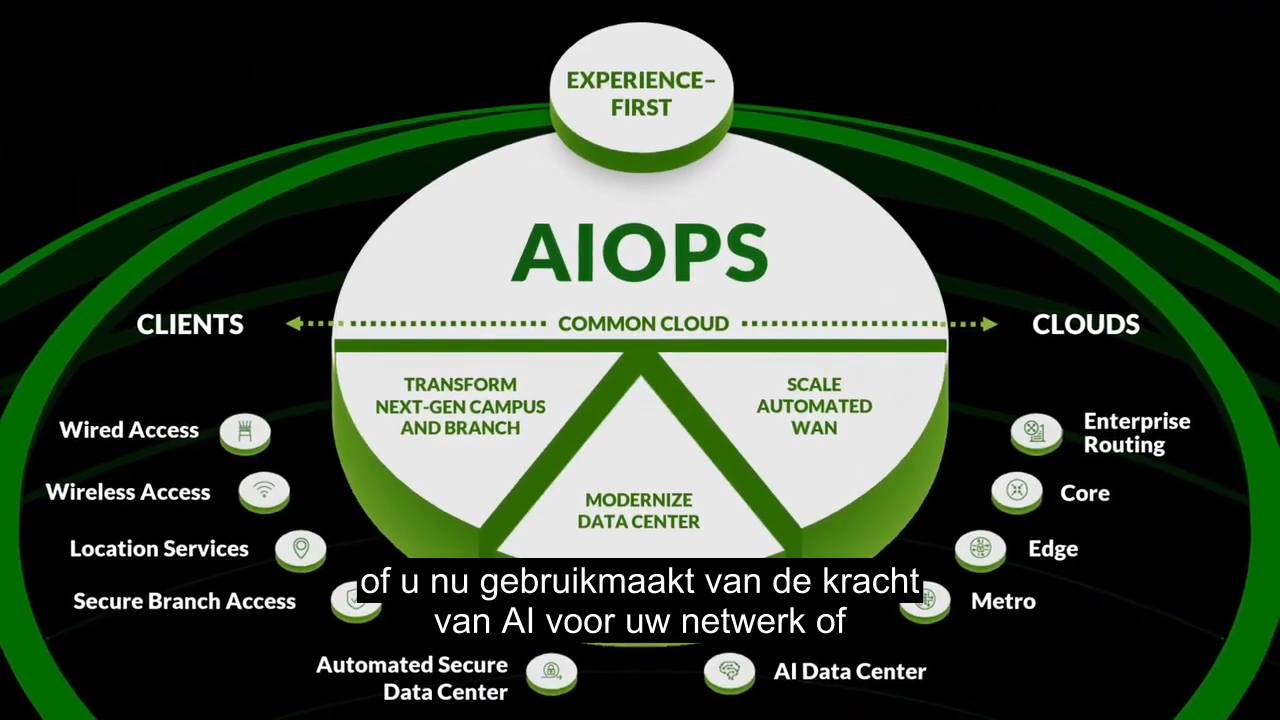 EXPERIENCE–
FIRST
AIOPS
CLIENTS
COMMON CLOUD
CLOUDS
TRANSFORM
NEXT-GEN CAMPUS
AND BRANCH
SCALE
AUTOMATED
WAN
MODERNIZE
DATA CENTER
Wired Access
Wireless Access
Location Services
Secure Branch Access
Enterprise
Routing
Core
Edge
Metro
of u nu gebruikmaakt van de kracht
van AI voor uw netwerk of
Automated Secure
Data Center
AI Data Center